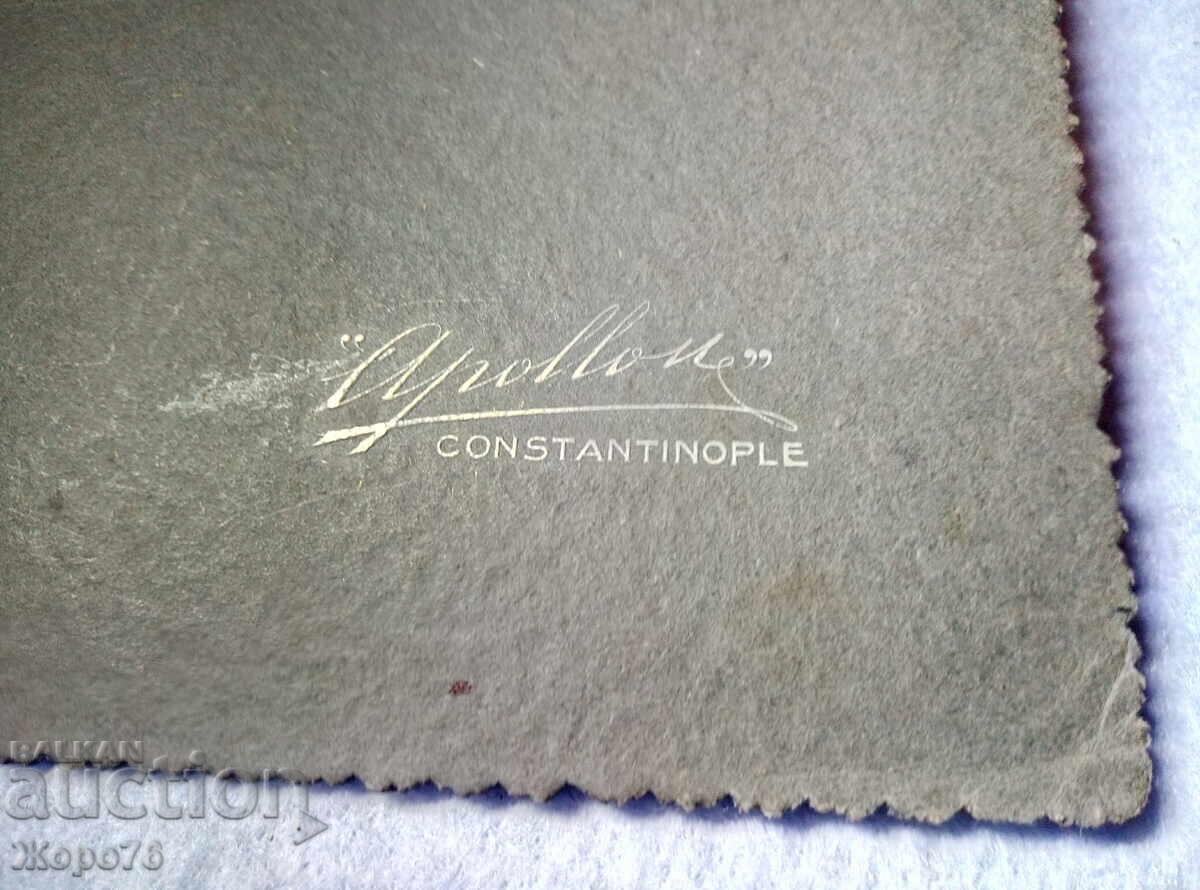 “Apollon”
CONSTANTINOPLE
BALKAN
auction
Жоро76